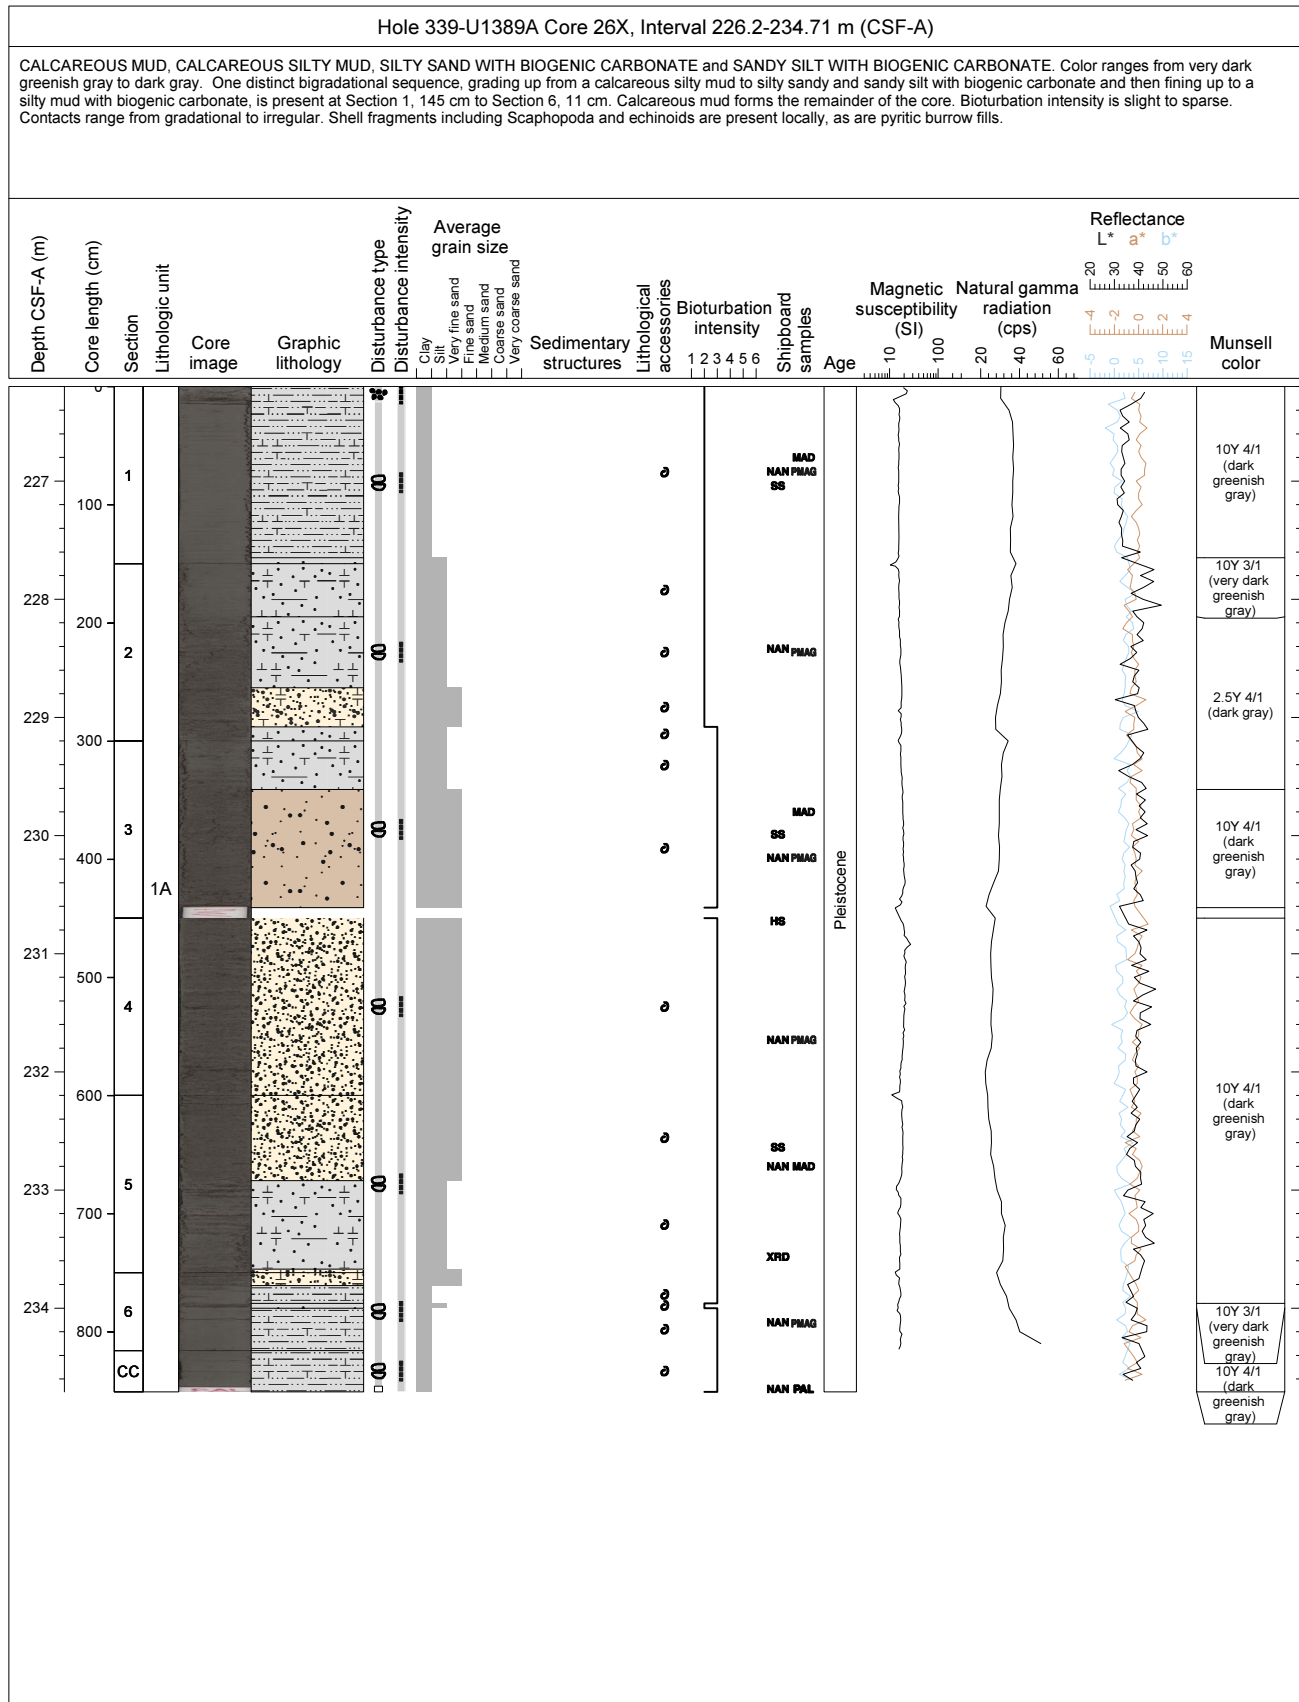 Hole 339-U1389A Core 26X, Interval 226.2-234.71 m (CSF-A)
CALCAREOUS MUD, CALCAREOUS SILTY MUD, SILTY SAND WITH BIOGENIC CARBONATE and SANDY SILT WITH BIOGENIC CARBONATE. Color ranges from very dark
greenish gray to dark gray.  One distinct bigradational sequence, grading up from a calcareous silty mud to silty sandy and sandy silt with biogenic carbonate and then fining up to a
silty mud with biogenic carbonate, is present at Section 1, 145 cm to Section 6, 11 cm. Calcareous mud forms the remainder of the core. Bioturbation intensity is slight to sparse.
Contacts range from gradational to irregular. Shell fragments including Scaphopoda and echinoids are present locally, as are pyritic burrow fills.
Depth CSF-A (m)
Core length (cm)
Section
Lithologic unit
Core
image
Graphic
lithology
Disturbance type
Disturbance intensity
Average
grain size
Clay
Silt
Very fine sand
Fine sand
Medium sand
Coarse sand
Very coarse sand
Sedimentary
structures
Lithological
accessories
Bioturbation
intensity
1 2 3 4 5 6
Shipboard
samples
Age
Magnetic
susceptibility
(SI)
10 100
Natural gamma
radiation
(cps)
20 40 60
Reflectance
L* a* b*
20 30 40 50 60
-4 -2 0 2 4
-5 0 5 10 15
Munsell
color
227
228
229
230
231
232
233
234
0
100
200
300
400
500
600
700
800
1
2
3
4
5
6
CC
1A
MAD
NAN PMAG
SS
NAN PMAG
MAD
SS
NAN PMAG
HS
NAN PMAG
SS
NAN MAD
XRD
NAN PMAG
NAN PAL
Pleistocene
10Y 4/1
(dark
greenish
gray)
10Y 3/1
(very dark
greenish
gray)
2.5Y 4/1
(dark gray)
10Y 4/1
(dark
greenish
gray)
10Y 4/1
(dark
greenish
gray)
10Y 3/1
(very dark
greenish
gray)
10Y 4/1
(dark
greenish
gray)